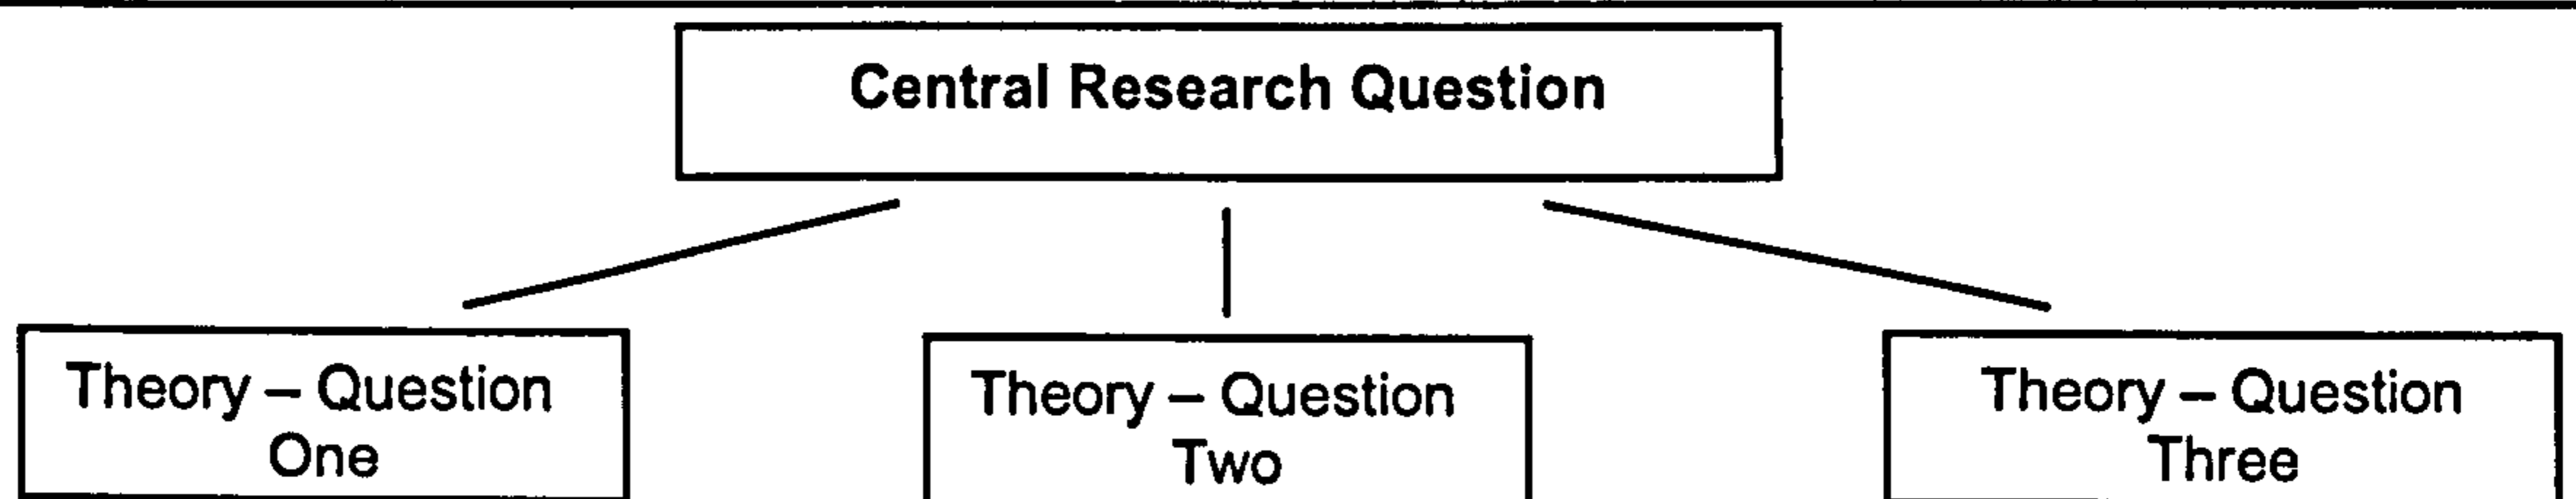 Central Research Question
Theory – Question
One
Theory – Question
Two
Theory – Question
Three